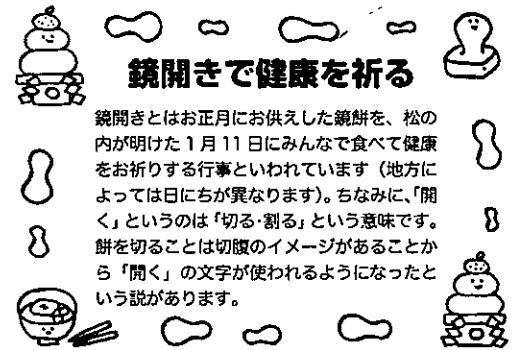 鏡開きで健康を祈る
鏡開きとはお正月にお供えした鏡餅を、松の
内が明けた1月11日にみんなで食べて健康
をお祈りする行事といわれています（地方に
よっては日にちが異なります）。ちなみに、「開
く」というのは「切る・割る」という意味です。
餅を切ることは切腹のイメージがあることか
ら「開く」の文字が使われるようになったと
いう説があります。